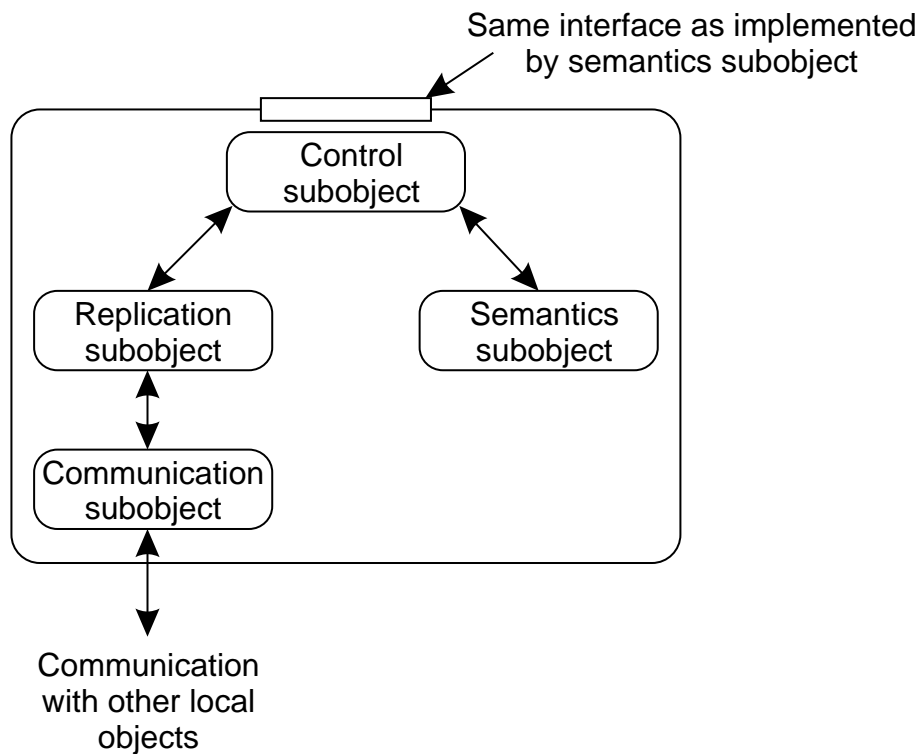 Same interface as implemented
by semantics subobject
Control
subobject
Replication
subobject
Semantics
subobject
Communication
subobject
Communication
with other local
objects